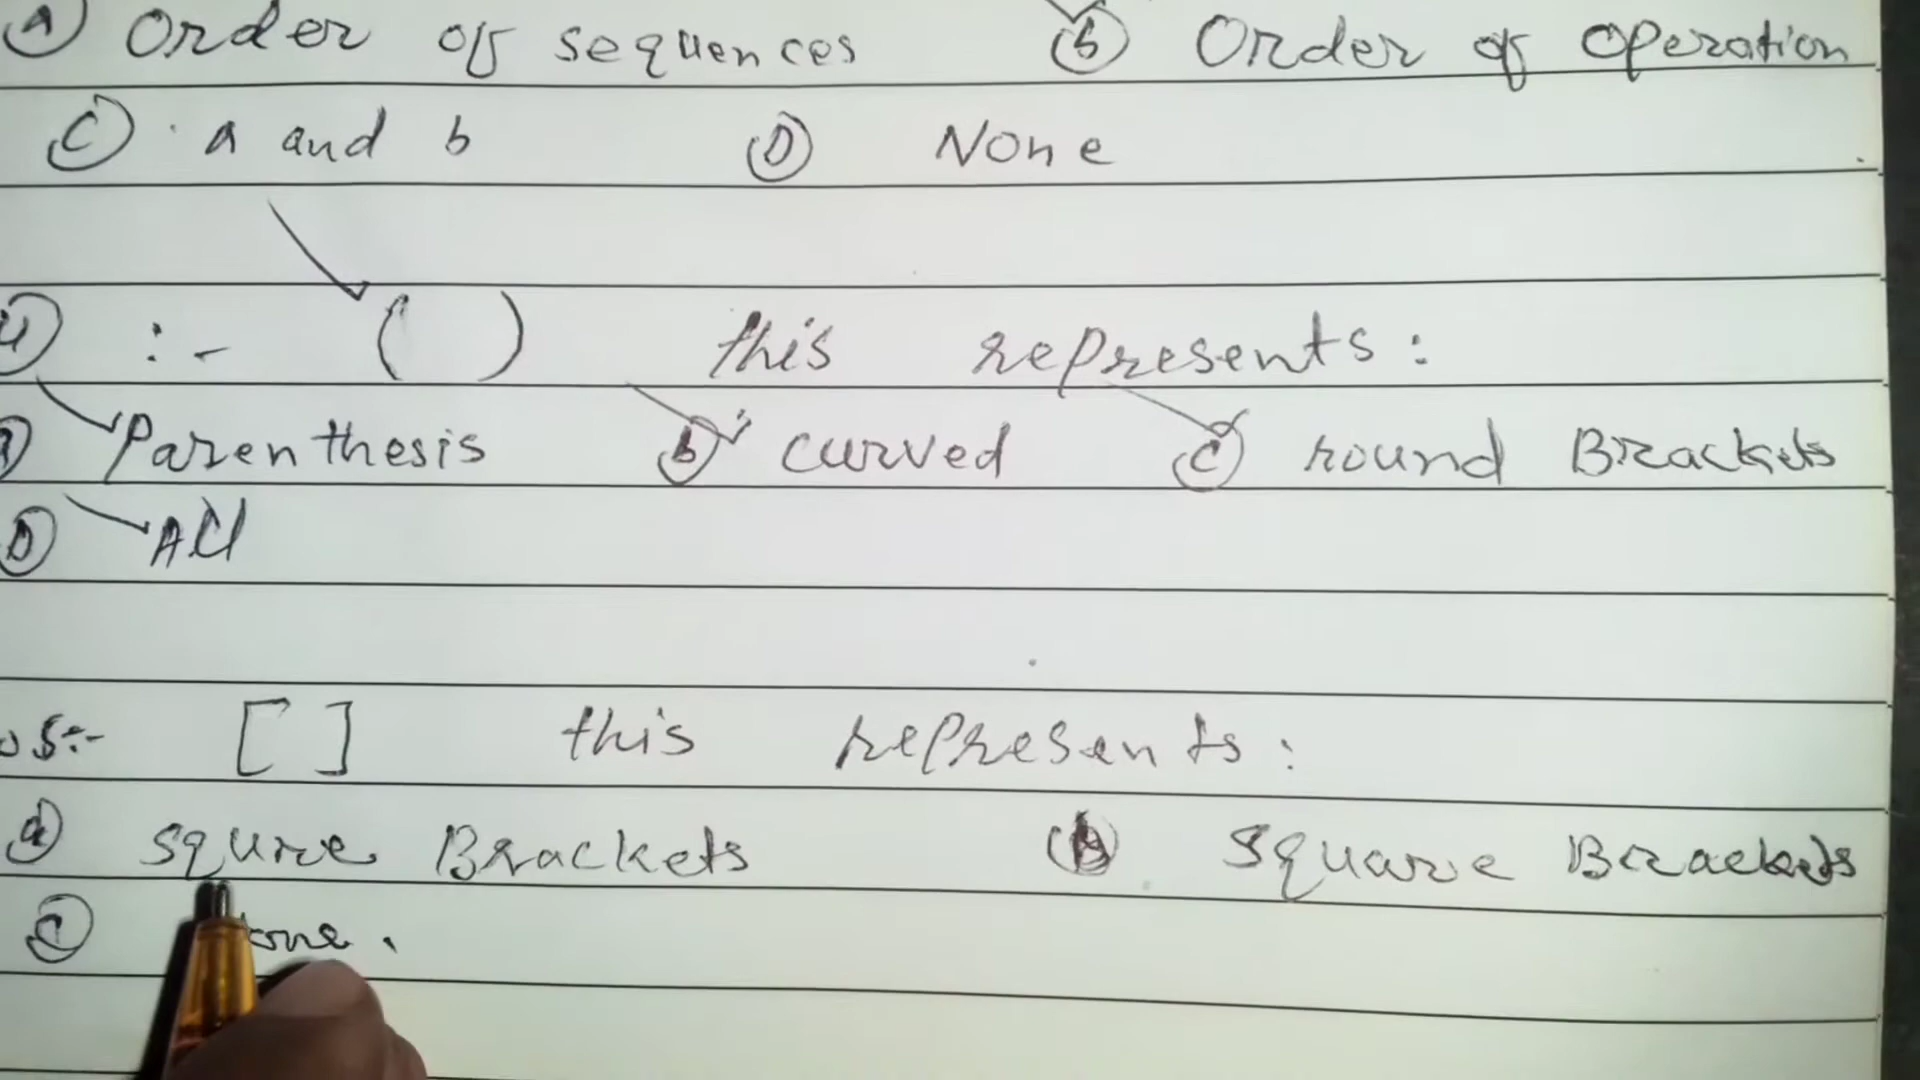 (A) Order of sequences (b) Order of operation
(C) a and b (D) None
4 :- ( ) this represents:
a) Parenthesis (b) curved (c) round Brackets
(D) All
05:- [ ] this represents:
(a) squre Brackets (b) square Brackets
(c)